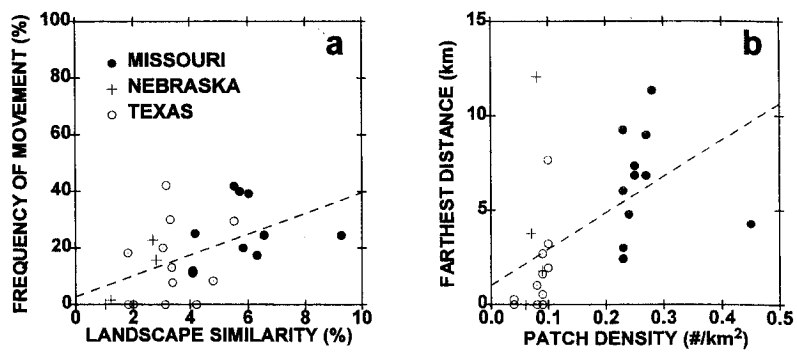 FREQUENCY OF MOVEMENT (%)
100
80
60
40
20
0
a
MISSOURI
NEBRASKA
TEXAS
0 2 4 6 8 10
LANDSCAPE SIMILARITY (%)
FARTHEST DISTANCE (km)
15
10
5
0
b
0.0 0.1 0.2 0.3 0.4 0.5
PATCH DENSITY (#/km²)